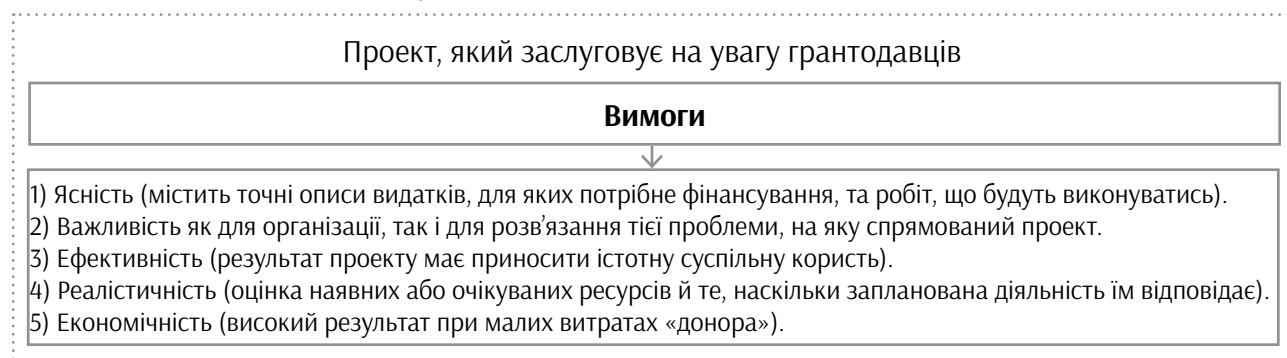 Проект, який заслуговує на увагу грантодавців
Вимоги
1) Ясність (містить точні описи видатків, для яких потрібне фінансування, та робіт, що будуть виконуватись).
2) Важливість як для організації, так і для розв’язання тієї проблеми, на яку спрямований проект.
3) Ефективність (результат проекту має приносити істотну суспільну користь).
4) Реалістичність (оцінка наявних або очікуваних ресурсів й те, наскільки запланована діяльність їм відповідає).
5) Економічність (високий результат при малих витратах «донора»).